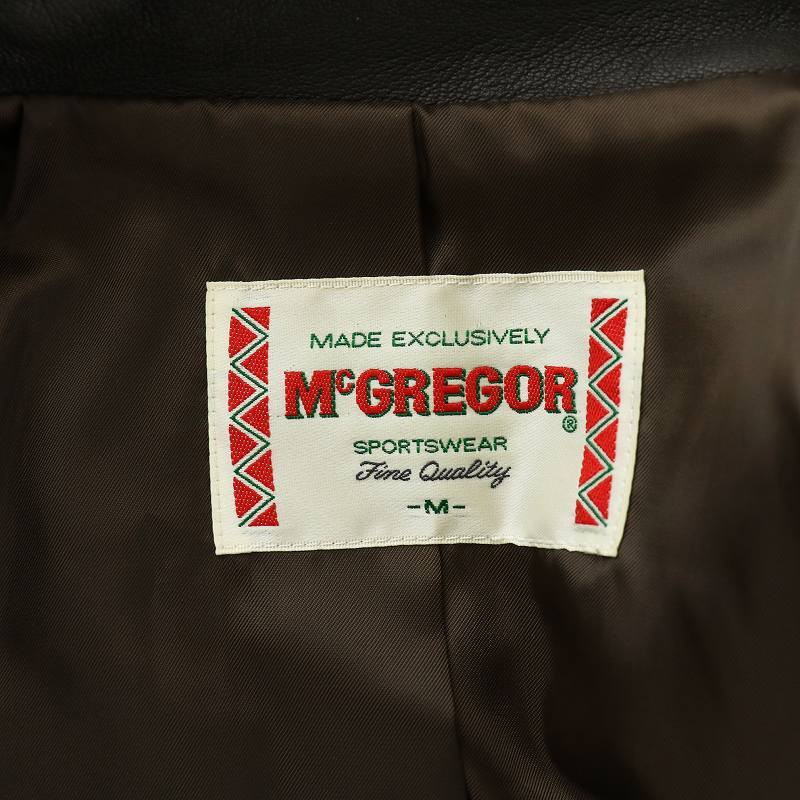 MADE EXCLUSIVELY
McGREGOR
®
SPORTSWEAR
Fine Quality
-M-